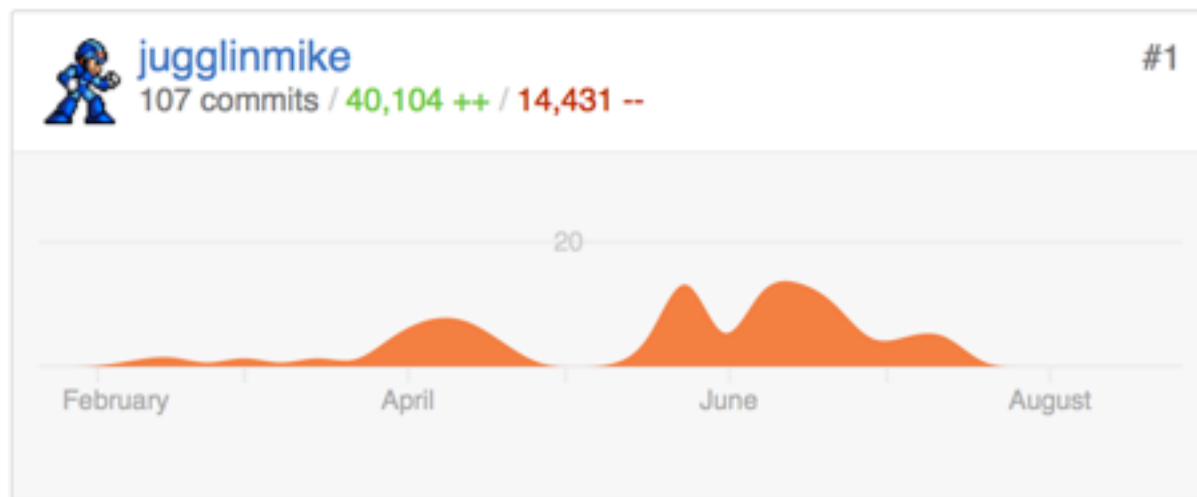 jugglinmike #1
107 commits / 40,104 ++ / 14,431 --
20
February April June August